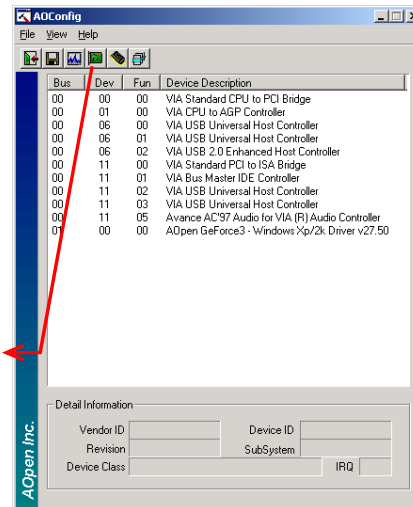 AOConfig
File View Help
Bus Dev Fun Device Description
00 00 00 VIA Standard CPU to PCI Bridge
00 01 00 VIA CPU to AGP Controller
00 06 00 VIA USB Universal Host Controller
00 06 01 VIA USB Universal Host Controller
00 06 02 VIA USB 2.0 Enhanced Host Controller
00 11 00 VIA Standard PCI to ISA Bridge
00 11 01 VIA Bus Master IDE Controller
00 11 02 VIA USB Universal Host Controller
00 11 03 VIA USB Universal Host Controller
00 11 05 Avance AC'97 Audio for VIA (R) Audio Controller
01 00 00 AOpen GeForce3 - Windows Xp/2k Driver v27.50
Detail Information
Vendor ID Device ID
Revision SubSystem
Device Class IRQ
AOpen Inc.